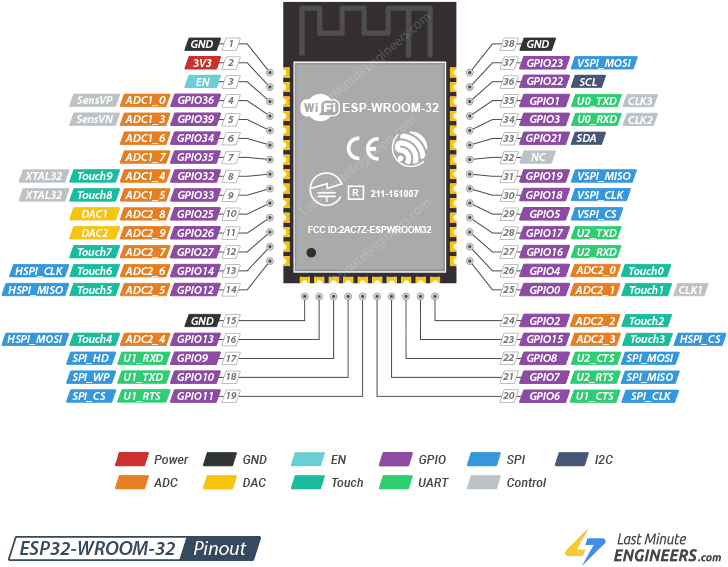 GND 1
3V3 2
EN 3
SensVP ADC1_0 GPIO36 4
SensVN ADC1_3 GPIO39 5
ADC1_6 GPIO34 6
ADC1_7 GPIO35 7
XTAL32 Touch9 ADC1_4 GPIO32 8
XTAL32 Touch8 ADC1_5 GPIO33 9
DAC1 ADC2_8 GPIO25 10
DAC2 ADC2_9 GPIO26 11
Touch7 ADC2_7 GPIO27 12
HSPI_CLK Touch6 ADC2_6 GPIO14 13
HSPI_MISO Touch5 ADC2_5 GPIO12 14
WiFi ESP-WROOM-32
CE
R 211-161007
FCC ID:2AC7Z-ESPWROOM32
LastMinuteEngineers.com
38 GND
37 GPIO23 VSPI_MOSI
36 GPIO22 SCL
35 GPIO1 U0_TXD CLK3
34 GPIO3 U0_RXD CLK2
33 GPIO21 SDA
32 NC
31 GPIO19 VSPI_MISO
30 GPIO18 VSPI_CLK
29 GPIO5 VSPI_CS
28 GPIO17 U2_TXD
27 GPIO16 U2_RXD
26 GPIO4 ADC2_0 Touch0
25 GPIO0 ADC2_1 Touch1 CLK1
GND 15
HSPI_MOSI Touch4 ADC2_4 GPIO13 16
SPI_HD U1_RXD GPIO9 17
SPI_WP U1_TXD GPIO10 18
SPI_CS U1_RTS GPIO11 19
24 GPIO2 ADC2_2 Touch2
23 GPIO15 ADC2_3 Touch3 HSPI_CS
22 GPIO8 U2_CTS SPI_MOSI
21 GPIO7 U2_RTS SPI_MISO
20 GPIO6 U1_CTS SPI_CLK
Power GND EN GPIO SPI I2C
ADC DAC Touch UART Control
ESP32-WROOM-32 Pinout
Last Minute
ENGINEERS.com